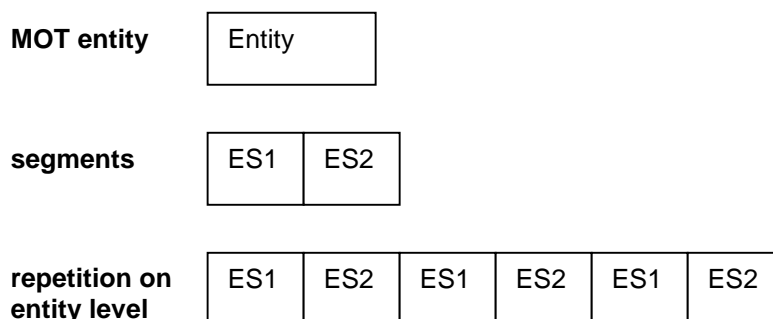 MOT entity Entity
segments ES1 ES2
repetition on ES1 ES2 ES1 ES2 ES1 ES2
entity level